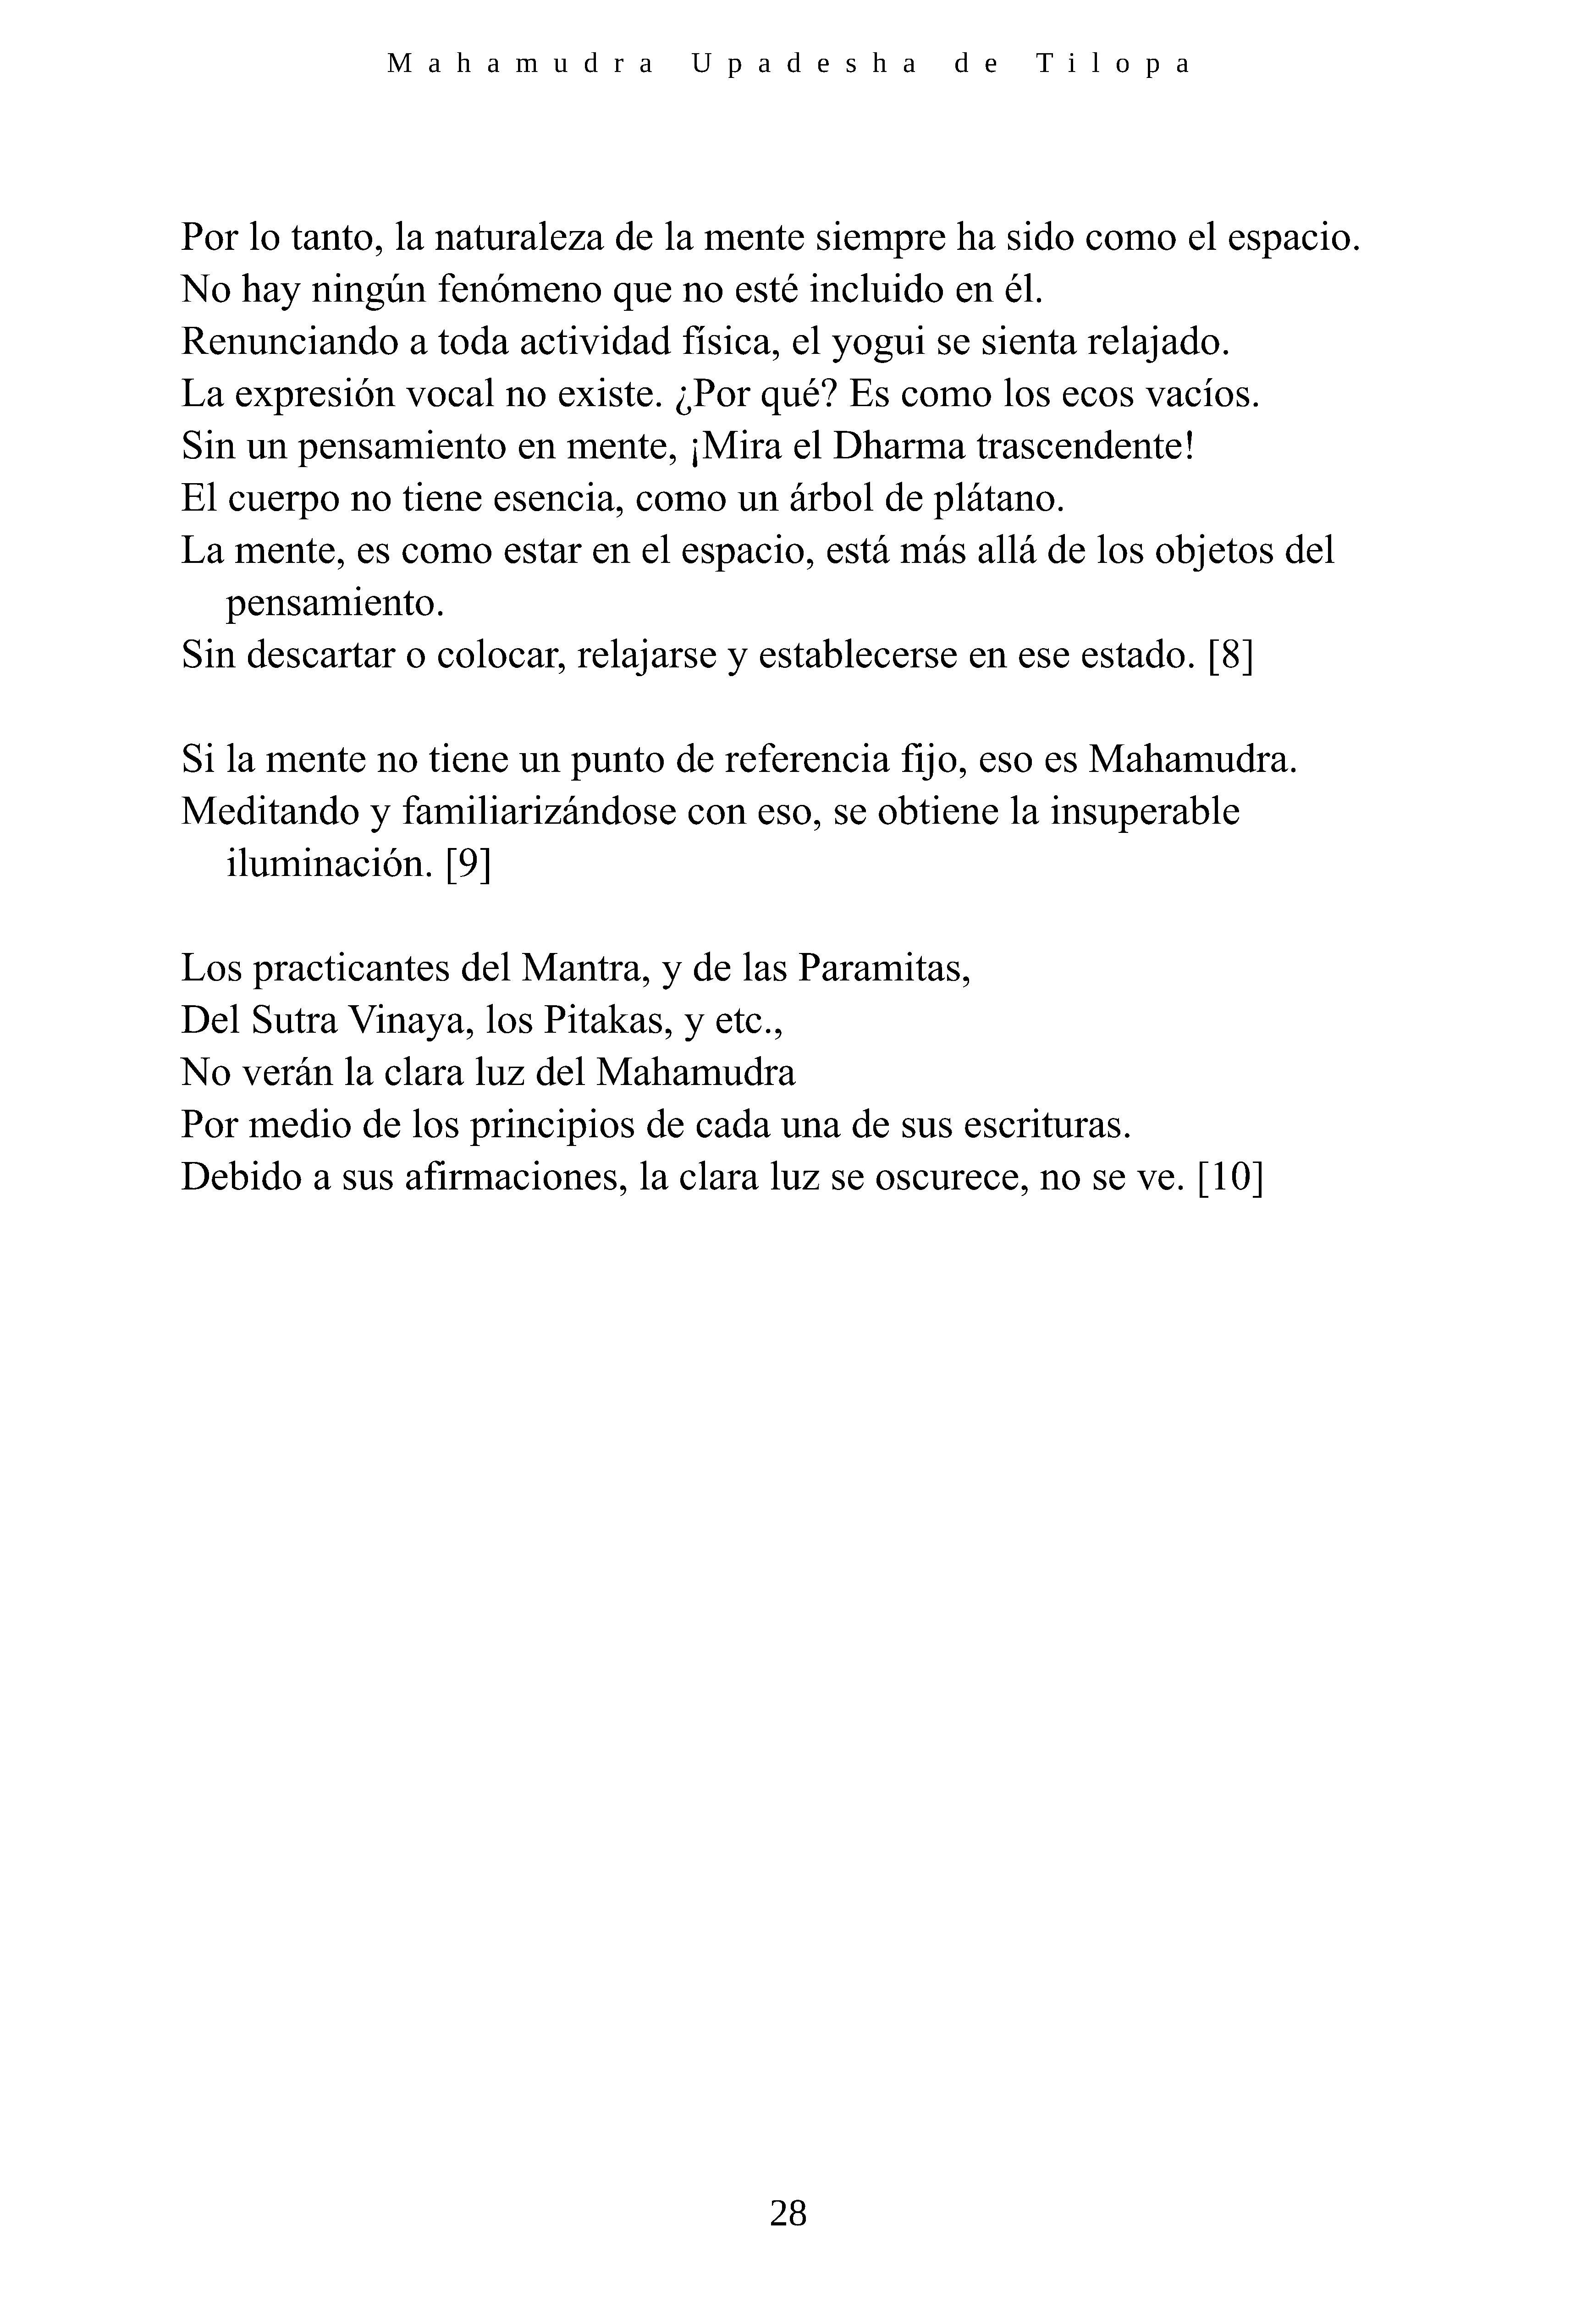 Mahamudra Upadesha de Tilopa
Por lo tanto, la naturaleza de la mente siempre ha sido como el espacio.
No hay ningún fenómeno que no esté incluido en él.
Renunciando a toda actividad física, el yogui se sienta relajado.
La expresión vocal no existe. ¿Por qué? Es como los ecos vacíos.
Sin un pensamiento en mente, ¡Mira el Dharma trascendente!
El cuerpo no tiene esencia, como un árbol de plátano.
La mente, es como estar en el espacio, está más allá de los objetos del
pensamiento.
Sin descartar o colocar, relajarse y establecerse en ese estado. [8]
Si la mente no tiene un punto de referencia fijo, eso es Mahamudra.
Meditando y familiarizándose con eso, se obtiene la insuperable
iluminación. [9]
Los practicantes del Mantra, y de las Paramitas,
Del Sutra Vinaya, los Pitakas, y etc.,
No verán la clara luz del Mahamudra
Por medio de los principios de cada una de sus escrituras.
Debido a sus afirmaciones, la clara luz se oscurece, no se ve. [10]
28